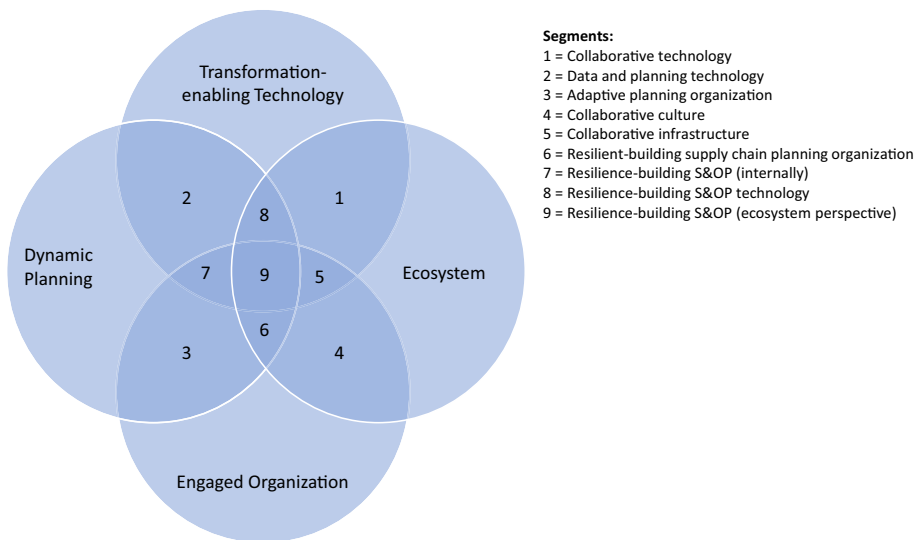 Transformation-
enabling Technology
Segments:
1 = Collaborative technology
2 = Data and planning technology
3 = Adaptive planning organization
4 = Collaborative culture
5 = Collaborative infrastructure
6 = Resilient-building supply chain planning organization
7 = Resilience-building S&OP (internally)
8 = Resilience-building S&OP technology
9 = Resilience-building S&OP (ecosystem perspective)
2
8
1
Dynamic
Planning
7
9
5
Ecosystem
3
6
4
Engaged Organization